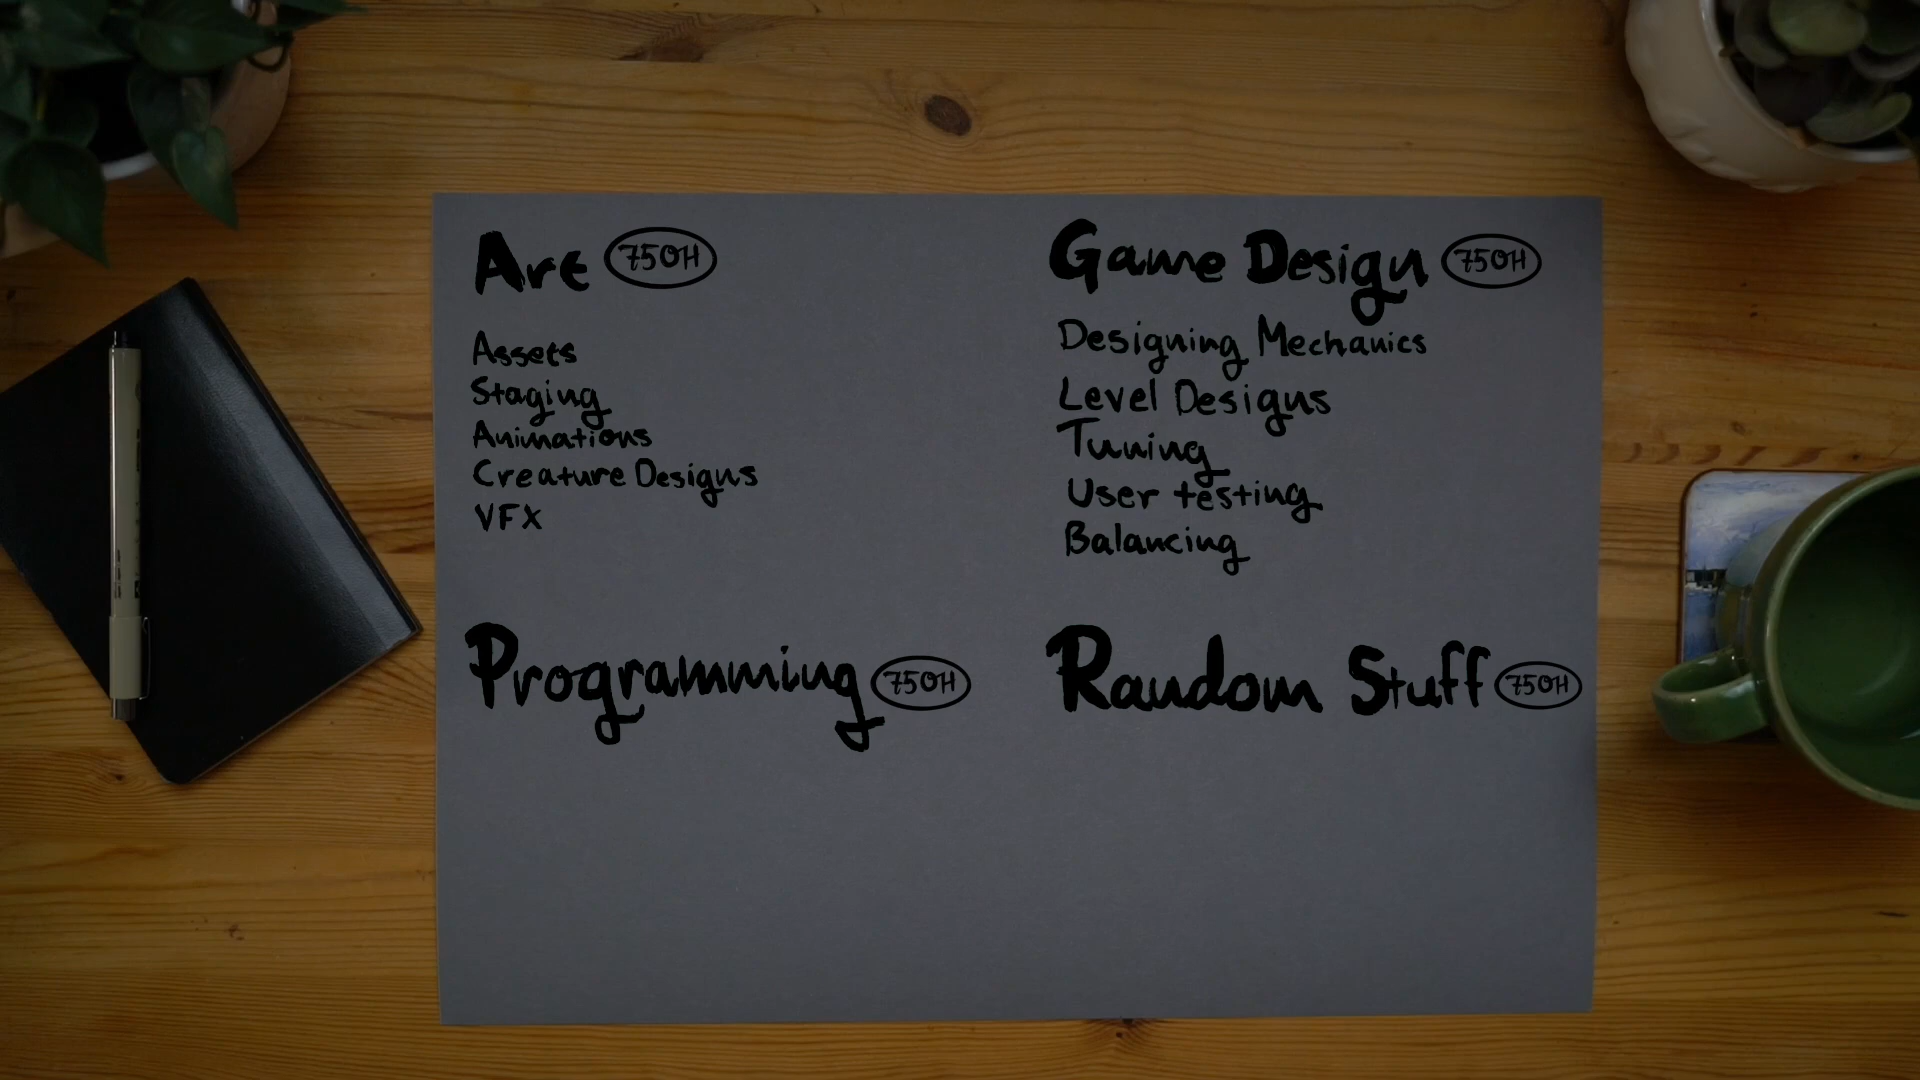 Art 750H
Assets
Staging
Animations
Creature Designs
VFX
Game Design 750H
Designing Mechanics
Level Designs
Tuning
User testing
Balancing
Programming 750H
Random Stuff 750H